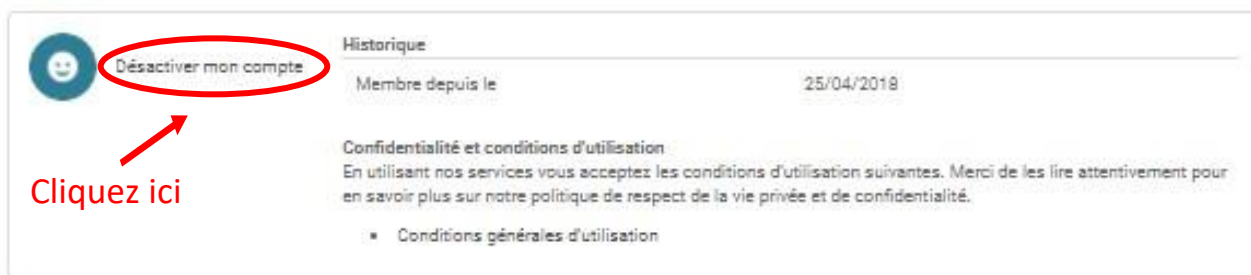 Désactiver mon compte
Cliquez ici
Historique
Membre depuis le 25/04/2018
Confidentialité et conditions d'utilisation
En utilisant nos services vous acceptez les conditions d'utilisation suivantes. Merci de les lire attentivement pour
en savoir plus sur notre politique de respect de la vie privée et de confidentialité.
▪ Conditions générales d'utilisation